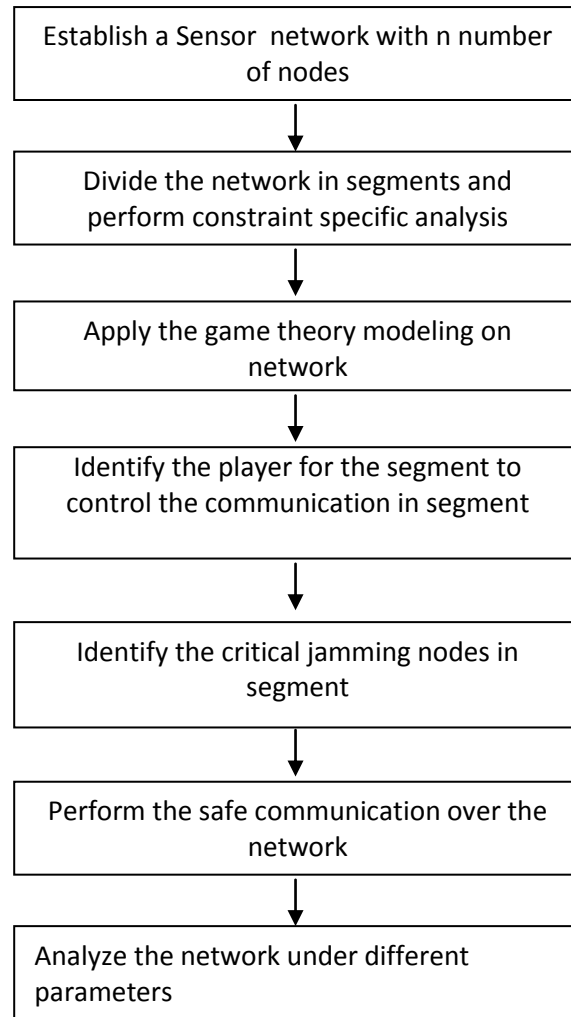 Establish a Sensor network with n number
of nodes
Divide the network in segments and
perform constraint specific analysis
Apply the game theory modeling on
network
Identify the player for the segment to
control the communication in segment
Identify the critical jamming nodes in
segment
Perform the safe communication over the
network
Analyze the network under different
parameters